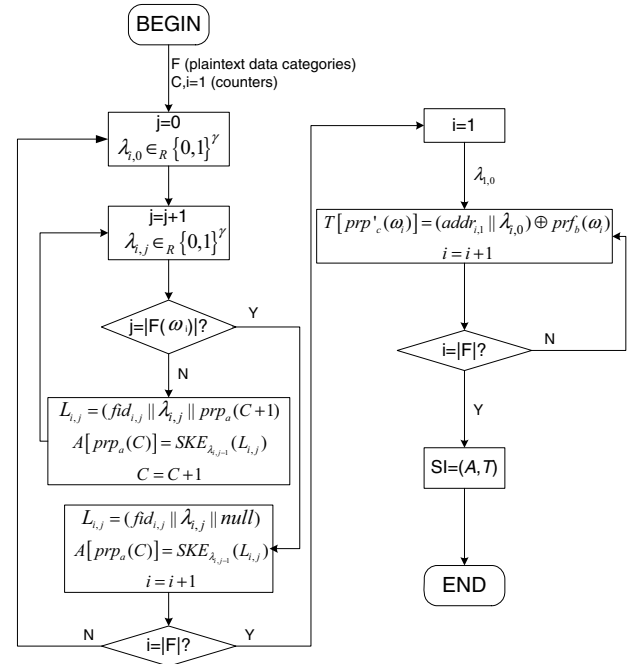 BEGIN
F (plaintext data categories)
C,i=1 (counters)
j=0
λ_{i,0} ∈_R {0,1}^γ
j=j+1
λ_{i,j} ∈_R {0,1}^γ
j=|F(ω_i)|?
Y
N
L_{i,j} = (fid_{i,j} || λ_{i,j} || prp_a(C+1)
A[prp_a(C)] = SKE_{λ_{i,j-1}}(L_{i,j})
C = C+1
L_{i,j} = (fid_{i,j} || λ_{i,j} || null)
A[prp_a(C)] = SKE_{λ_{i,j-1}}(L_{i,j})
i = i+1
i=|F|?
N
Y
i=1
λ_{1,0}
T[prp'_c(ω_i)] = (addr_{i,1} || λ_{i,0}) ⊕ prf_b(ω_i)
i = i+1
i=|F|?
N
Y
SI=(A,T)
END